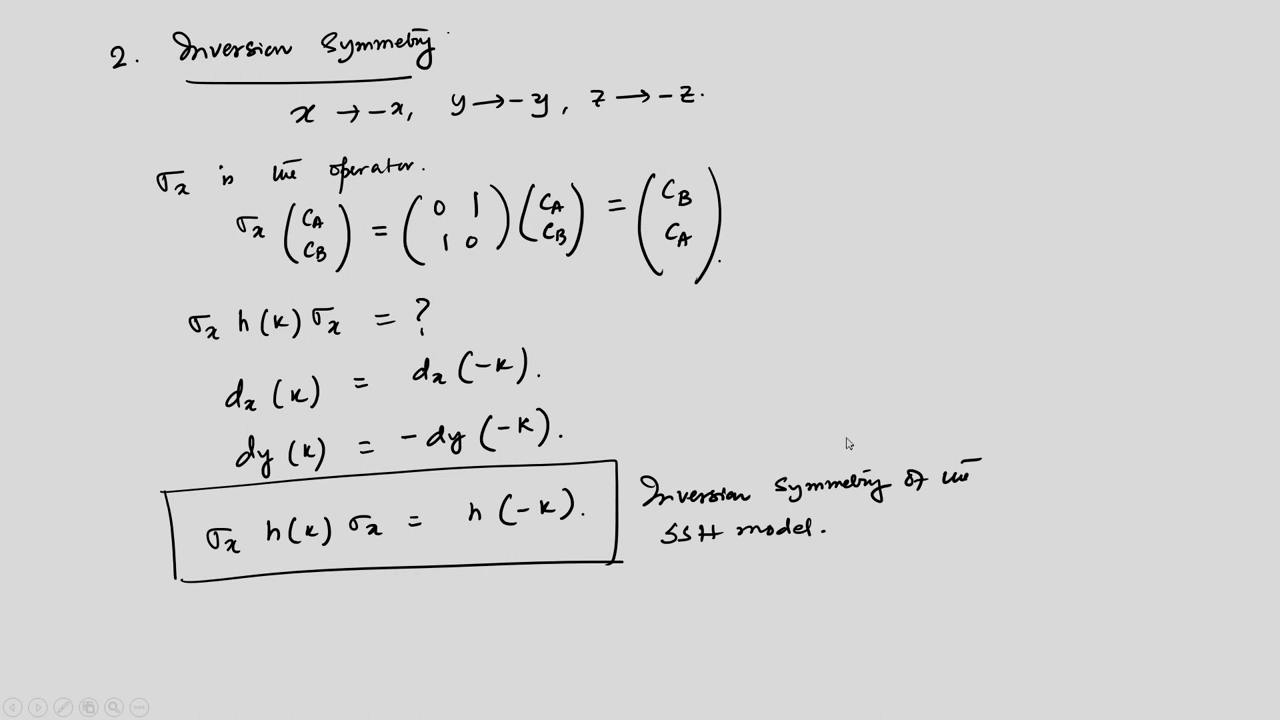 2. Inversion Symmetry
x → -x, y → -y, z → -z.
σx is the operator.
σx (CA CB) = (0 1 1 0) (CA CB) = (CB CA).
σx h(k) σx = ?
dx(k) = dx(-k).
dy(k) = -dy(-k).
σx h(k) σx = h(-k).
Inversion symmetry of the
SSH model.